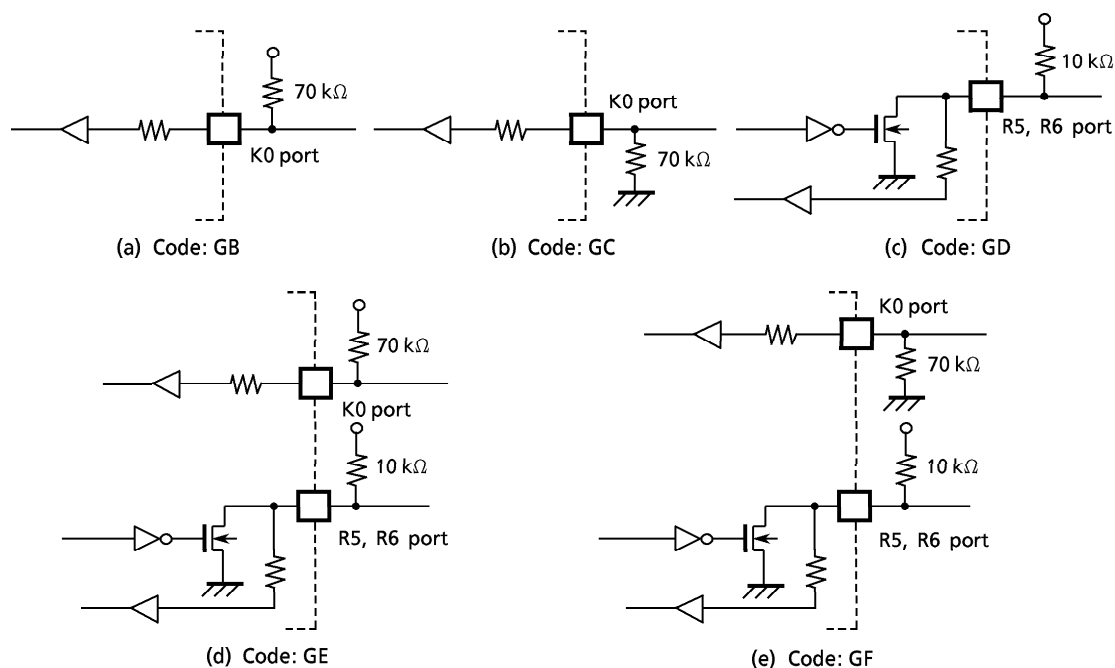 70 kΩ
K0 port
(a) Code: GB
K0 port
70 kΩ
(b) Code: GC
10 kΩ
R5, R6 port
(c) Code: GD
70 kΩ
K0 port
10 kΩ
R5, R6 port
(d) Code: GE
K0 port
70 kΩ
10 kΩ
R5, R6 port
(e) Code: GF